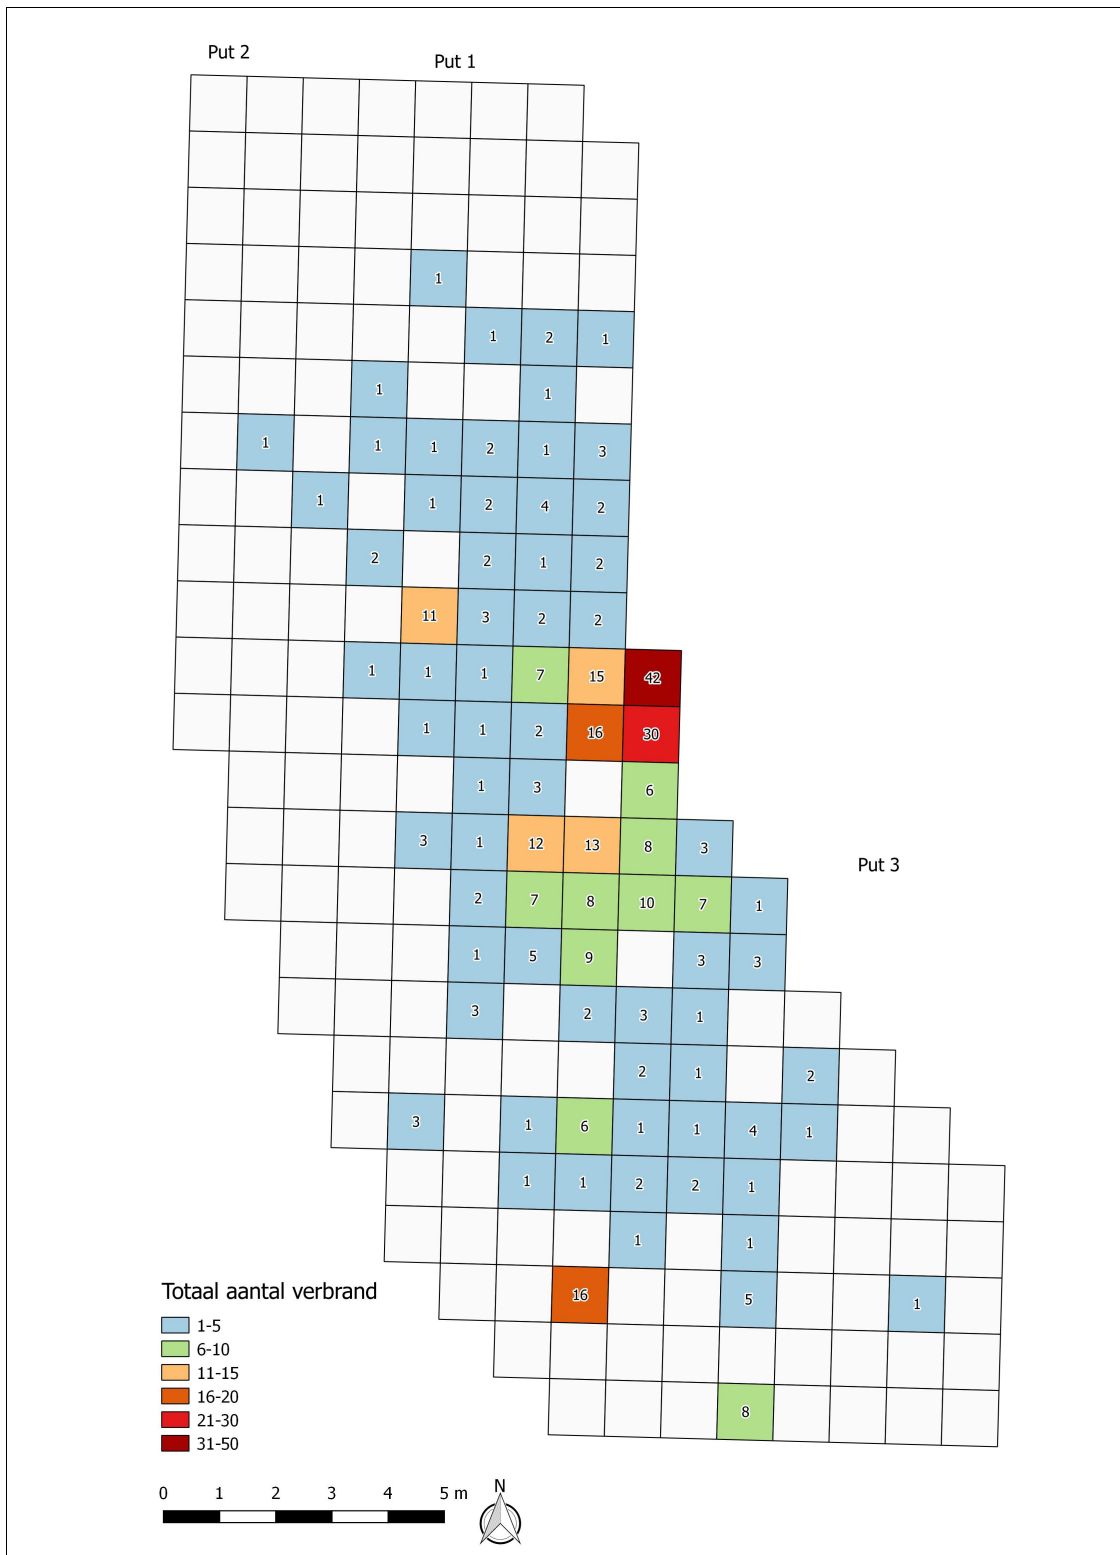 Put 2
Put 1
1
1 2 1
1 1
1 1 1 2 1 3
1 1 2 4 2
2 2 1 2
11 3 2 2
1 1 1 7 15 42
1 1 2 16 30
1 3 6
3 1 12 13 8 3
Put 3
2 7 8 10 7 1
1 5 9 3 3
3 2 3 1
2 1 2
3 1 6 1 1 4 1
1 1 2 2 1
1 1
16 5 1
8
Totaal aantal verbrand
1-5
6-10
11-15
16-20
21-30
31-50
0 1 2 3 4 5 m
N